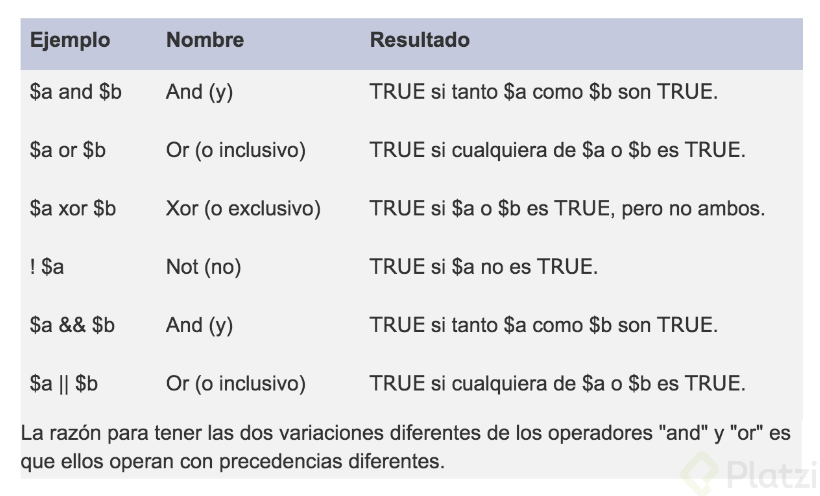 Ejemplo Nombre Resultado
$a and $b And (y) TRUE si tanto $a como $b son TRUE.
$a or $b Or (o inclusivo) TRUE si cualquiera de $a o $b es TRUE.
$a xor $b Xor (o exclusivo) TRUE si $a o $b es TRUE, pero no ambos.
! $a Not (no) TRUE si $a no es TRUE.
$a && $b And (y) TRUE si tanto $a como $b son TRUE.
$a || $b Or (o inclusivo) TRUE si cualquiera de $a o $b es TRUE.
La razón para tener las dos variaciones diferentes de los operadores "and" y "or" es
que ellos operan con precedencias diferentes.
Platzi